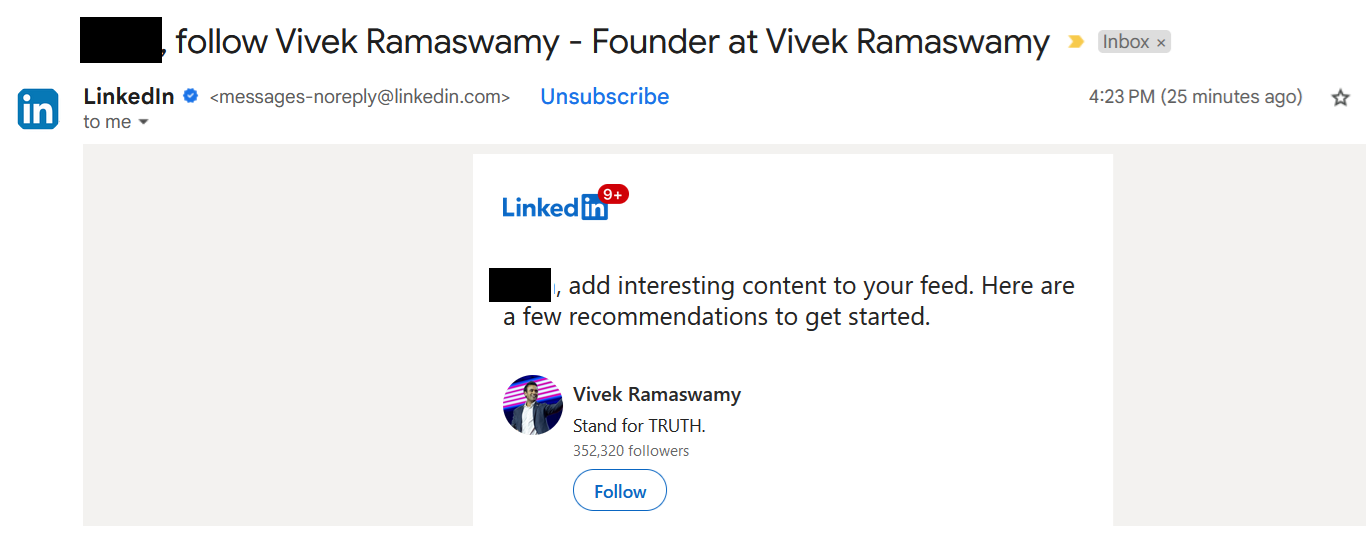 , follow Vivek Ramaswamy - Founder at Vivek Ramaswamy Inbox ×
LinkedIn <messages-noreply@linkedin.com> Unsubscribe 4:23 PM (25 minutes ago)
to me
in
LinkedIn 9+
, add interesting content to your feed. Here are
a few recommendations to get started.
Vivek Ramaswamy
Stand for TRUTH.
352,320 followers
Follow